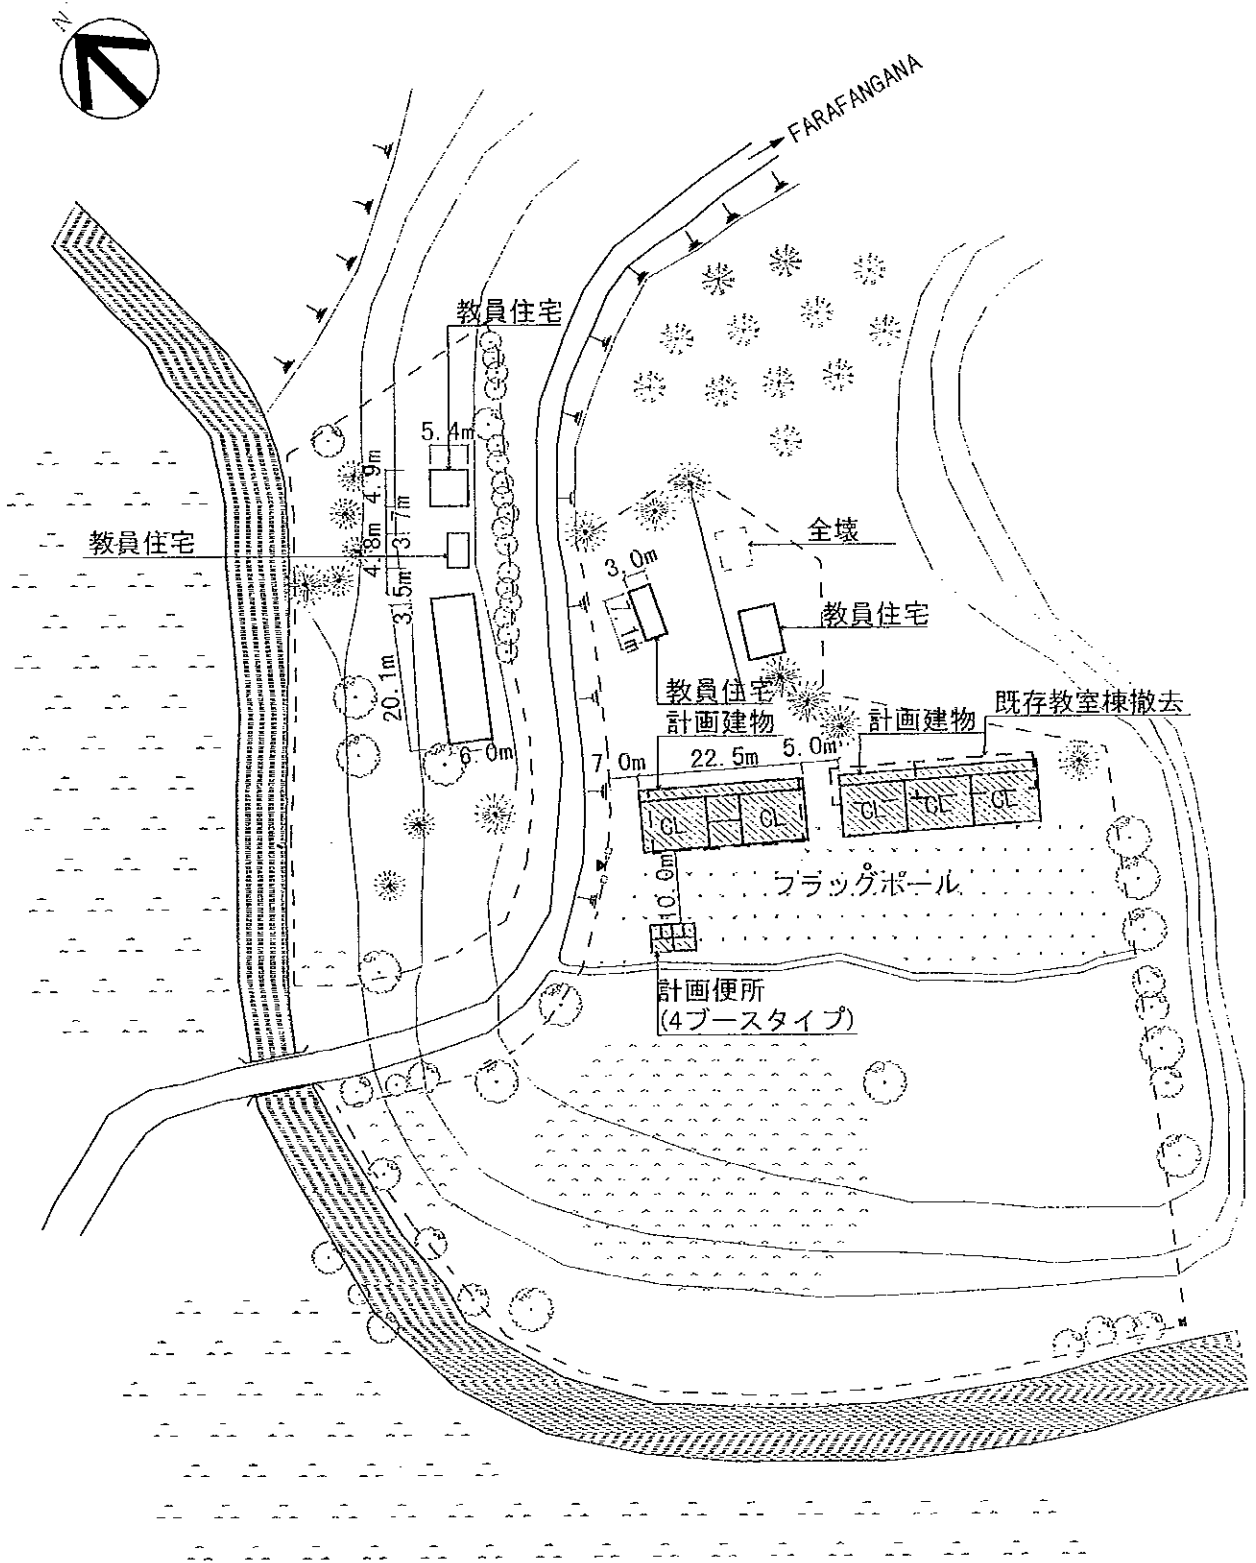 N
FARAFANGANA
教員住宅
5.4m
4.9m
3.7m
4.8m
3.5m
教員住宅
20.1m
6.0m
全壊
3.0m
7.1m
教員住宅
教員住宅
計画建物
計画建物
既存教室棟撤去
7.0m
22.5m
5.0m
CL
CL
CL
CL
CL
10.0m
フラッグポール
計画便所
(4ブースタイプ)